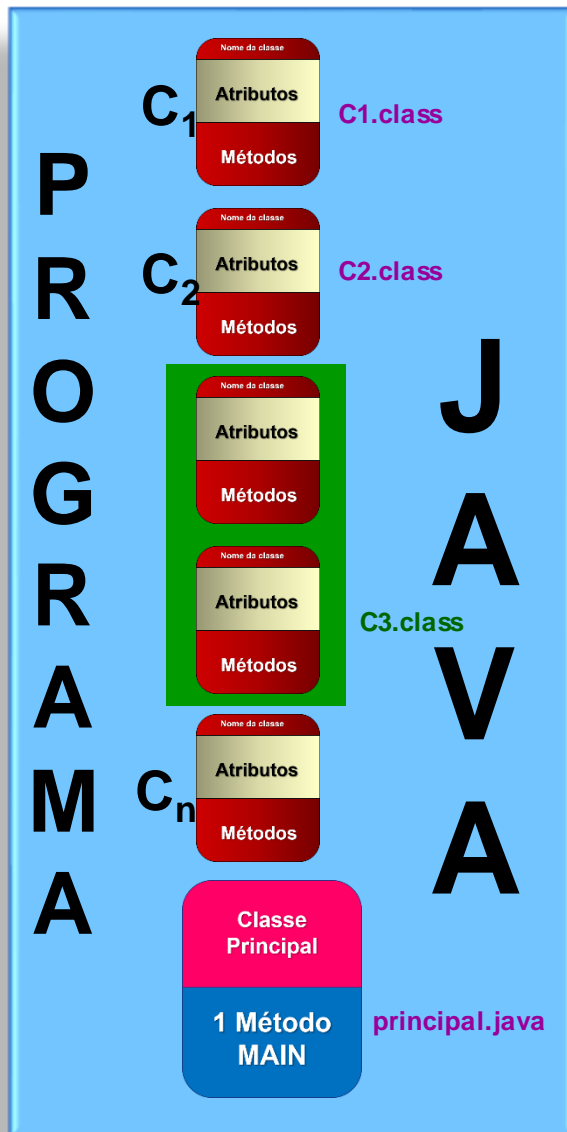 PROGRAMA
JAVA
C1
Nome da classe
Atributos
Métodos
C1.class
C2
Nome da classe
Atributos
Métodos
C2.class
Nome da classe
Atributos
Métodos
Nome da classe
Atributos
Métodos
C3.class
Cn
Nome da classe
Atributos
Métodos
Classe
Principal
1 Método
MAIN
principal.java